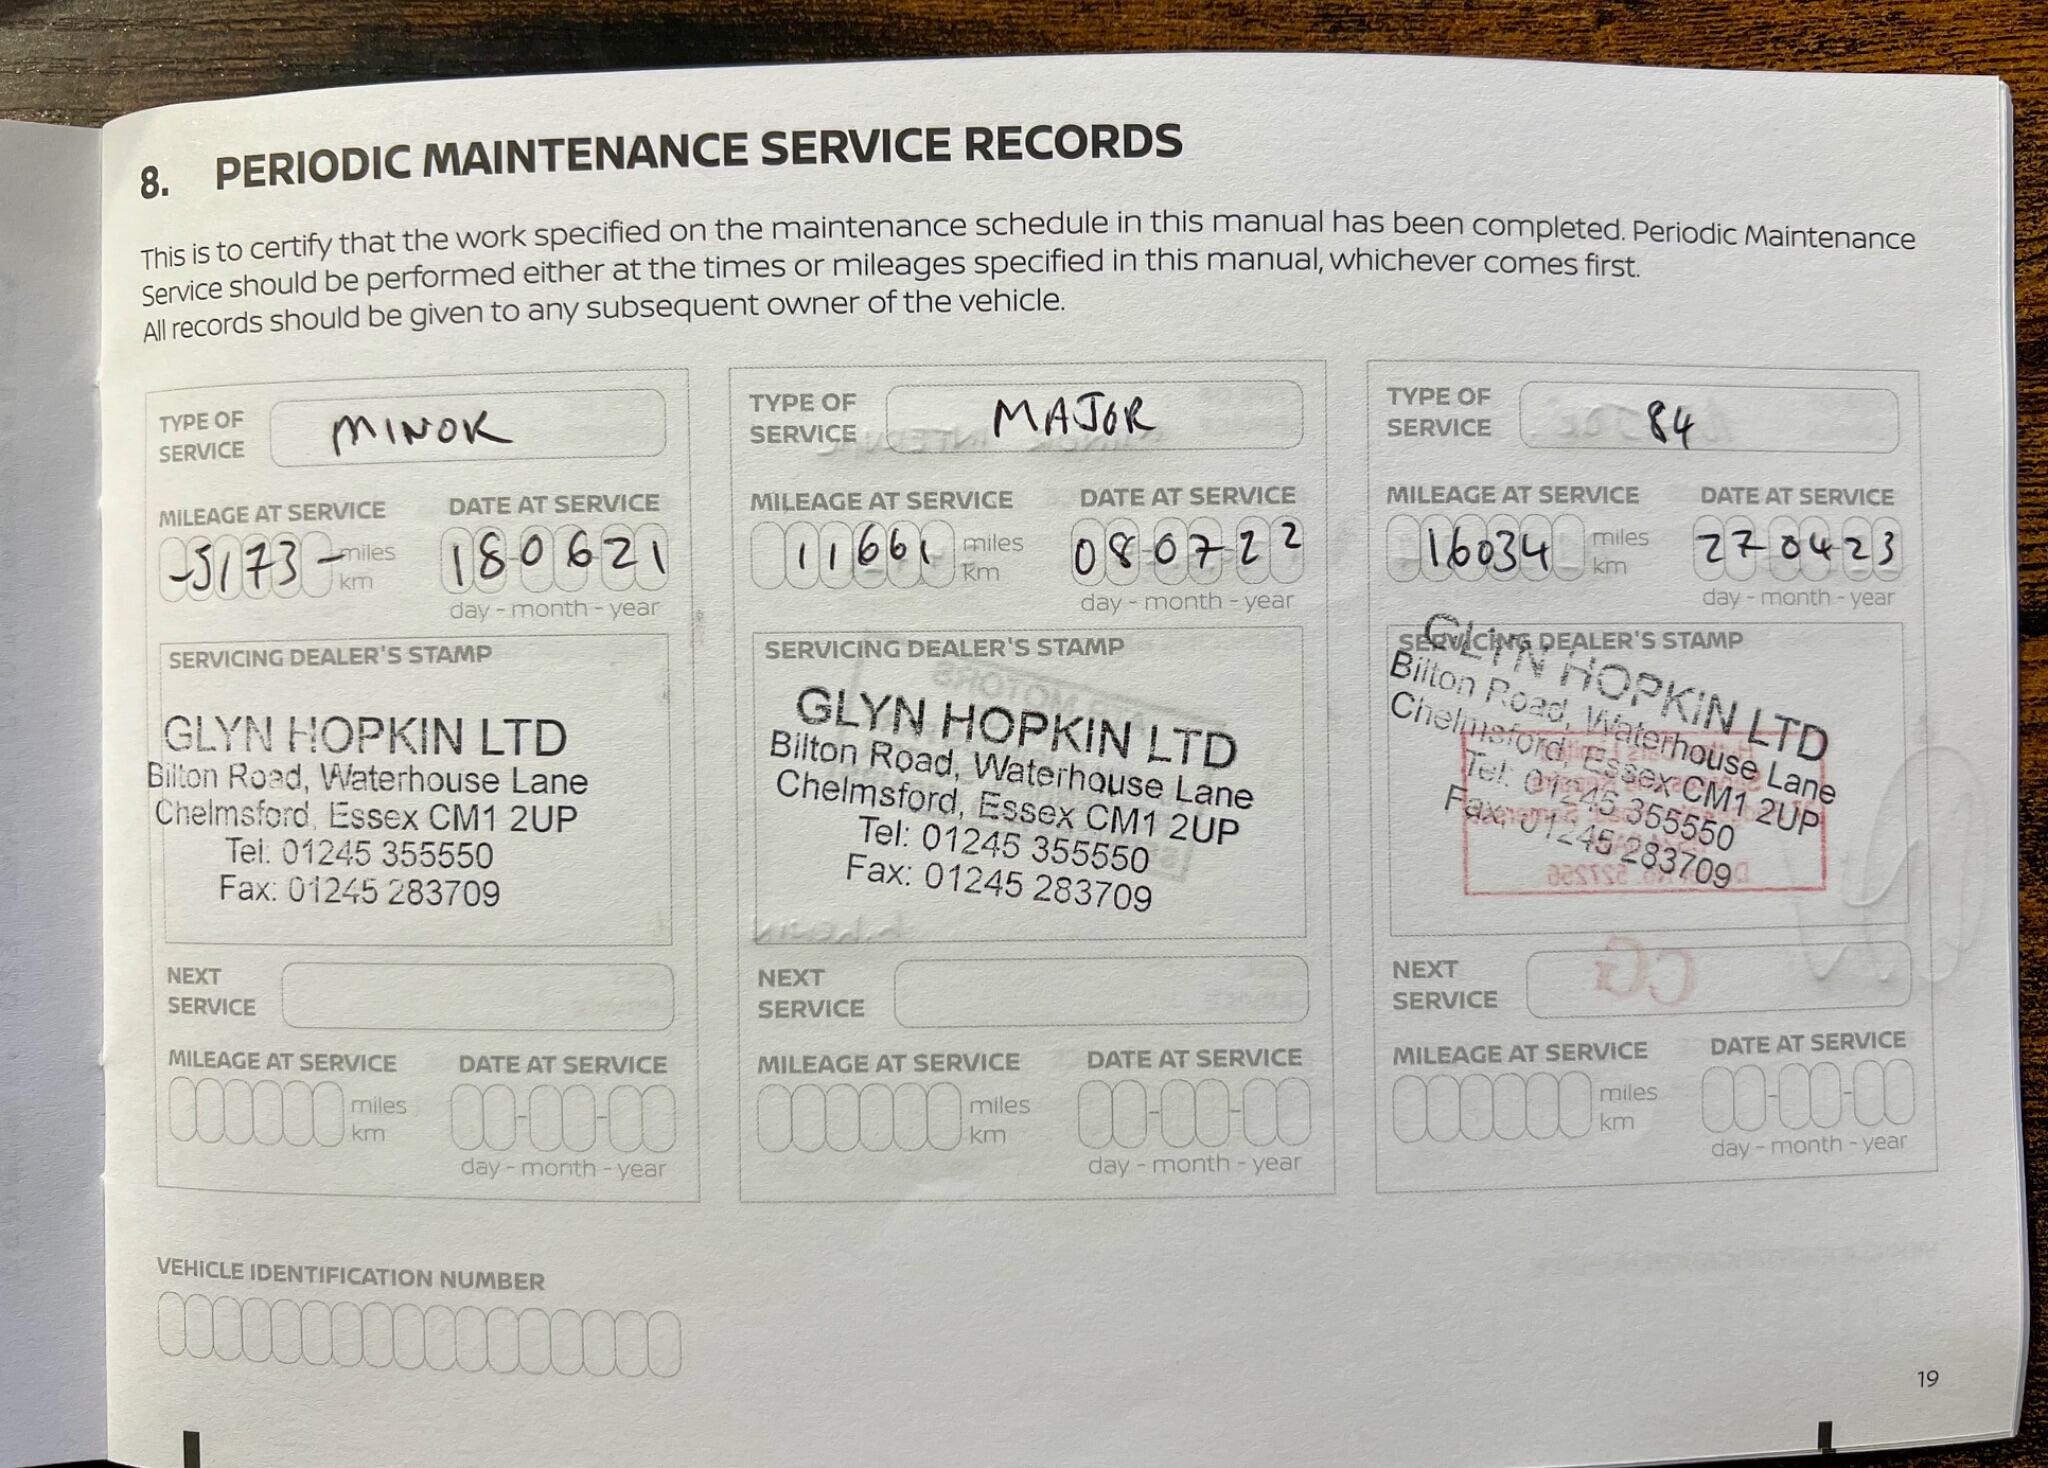 8. PERIODIC MAINTENANCE SERVICE RECORDS
This is to certify that the work specified on the maintenance schedule in this manual has been completed. Periodic Maintenance
Service should be performed either at the times or mileages specified in this manual, whichever comes first.
All records should be given to any subsequent owner of the vehicle.
TYPE OF
SERVICE
MINOR
MILEAGE AT SERVICE
DATE AT SERVICE
-5173-
miles
km
180621
day - month - year
SERVICING DEALER'S STAMP
GLYN HOPKIN LTD
Bilton Road, Waterhouse Lane
Chelmsford, Essex CM1 2UP
Tel: 01245 355550
Fax: 01245 283709
NEXT
SERVICE
MILEAGE AT SERVICE
DATE AT SERVICE
miles
km
day - month - year
TYPE OF
SERVICE
MAJOR
MILEAGE AT SERVICE
DATE AT SERVICE
11661
miles
km
080722
day - month - year
SERVICING DEALER'S STAMP
GLYN HOPKIN LTD
Bilton Road, Waterhouse Lane
Chelmsford, Essex CM1 2UP
Tel: 01245 355550
Fax: 01245 283709
NEXT
SERVICE
MILEAGE AT SERVICE
DATE AT SERVICE
miles
km
day - month - year
TYPE OF
SERVICE
84
MILEAGE AT SERVICE
DATE AT SERVICE
16034
miles
km
270423
day - month - year
SERVICING DEALER'S STAMP
GLYN HOPKIN LTD
Bilton Road, Waterhouse Lane
Chelmsford, Essex CM1 2UP
Tel: 01245 355550
Fax: 01245 283709
NEXT
SERVICE
MILEAGE AT SERVICE
DATE AT SERVICE
miles
km
day - month - year
VEHICLE IDENTIFICATION NUMBER
19